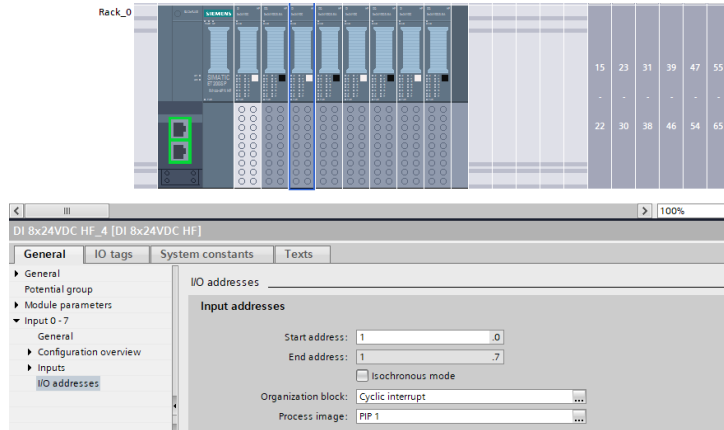 Rack_0
SIEMENS
SIMATIC
ET 200SP
15 23 31 39 47 55
- - - - - -
22 30 38 46 54 65
100%
DI 8x24VDC HF_4 [DI 8x24VDC HF]
General IO tags System constants Texts
General
Potential group
Module parameters
Input 0 - 7
General
Configuration overview
Inputs
I/O addresses
I/O addresses
Input addresses
Start address: 1 .0
End address: 1 .7
Isochronous mode
Organization block: Cyclic interrupt ...
Process image: PIP 1 ...